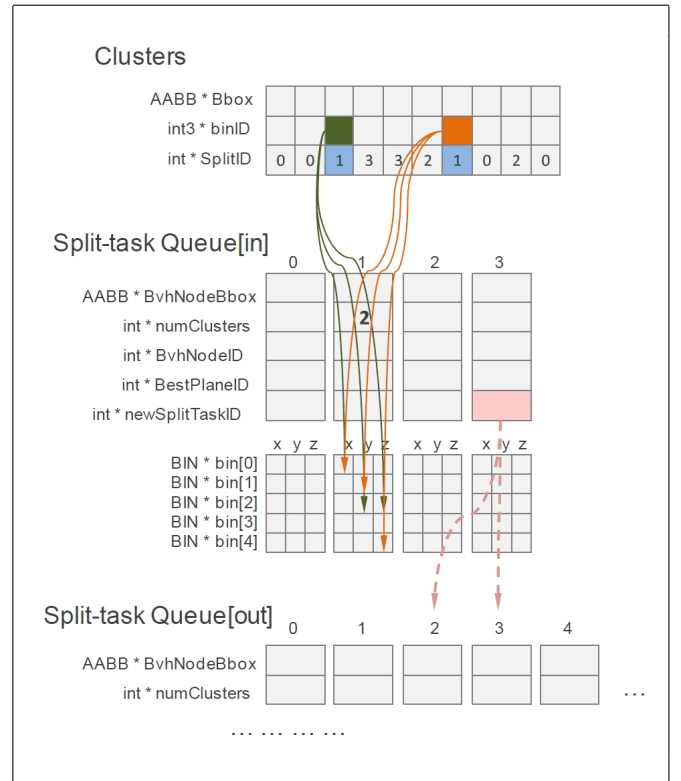 Clusters
AABB * Bbox
int3 * binID
int * SplitID 0 0 1 3 3 2 1 0 2 0
Split-task Queue[in]
0 1 2 3
AABB * BvhNodeBbox
int * numClusters 2
int * BvhNodeID
int * BestPlaneID
int * newSplitTaskID
x y z x y z x y z x y z
BIN * bin[0]
BIN * bin[1]
BIN * bin[2]
BIN * bin[3]
BIN * bin[4]
Split-task Queue[out]
0 1 2 3 4
AABB * BvhNodeBbox
int * numClusters ...
... ... ... ...